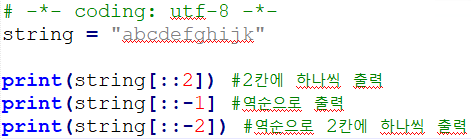 # -*- coding: utf-8 -*-
string = "abcdefghijk"
print(string[::2]) #2칸에 하나씩 출력
print(string[::-1] #역순으로 출력
print(string[::-2]) #역순으로 2칸에 하나씩 출력